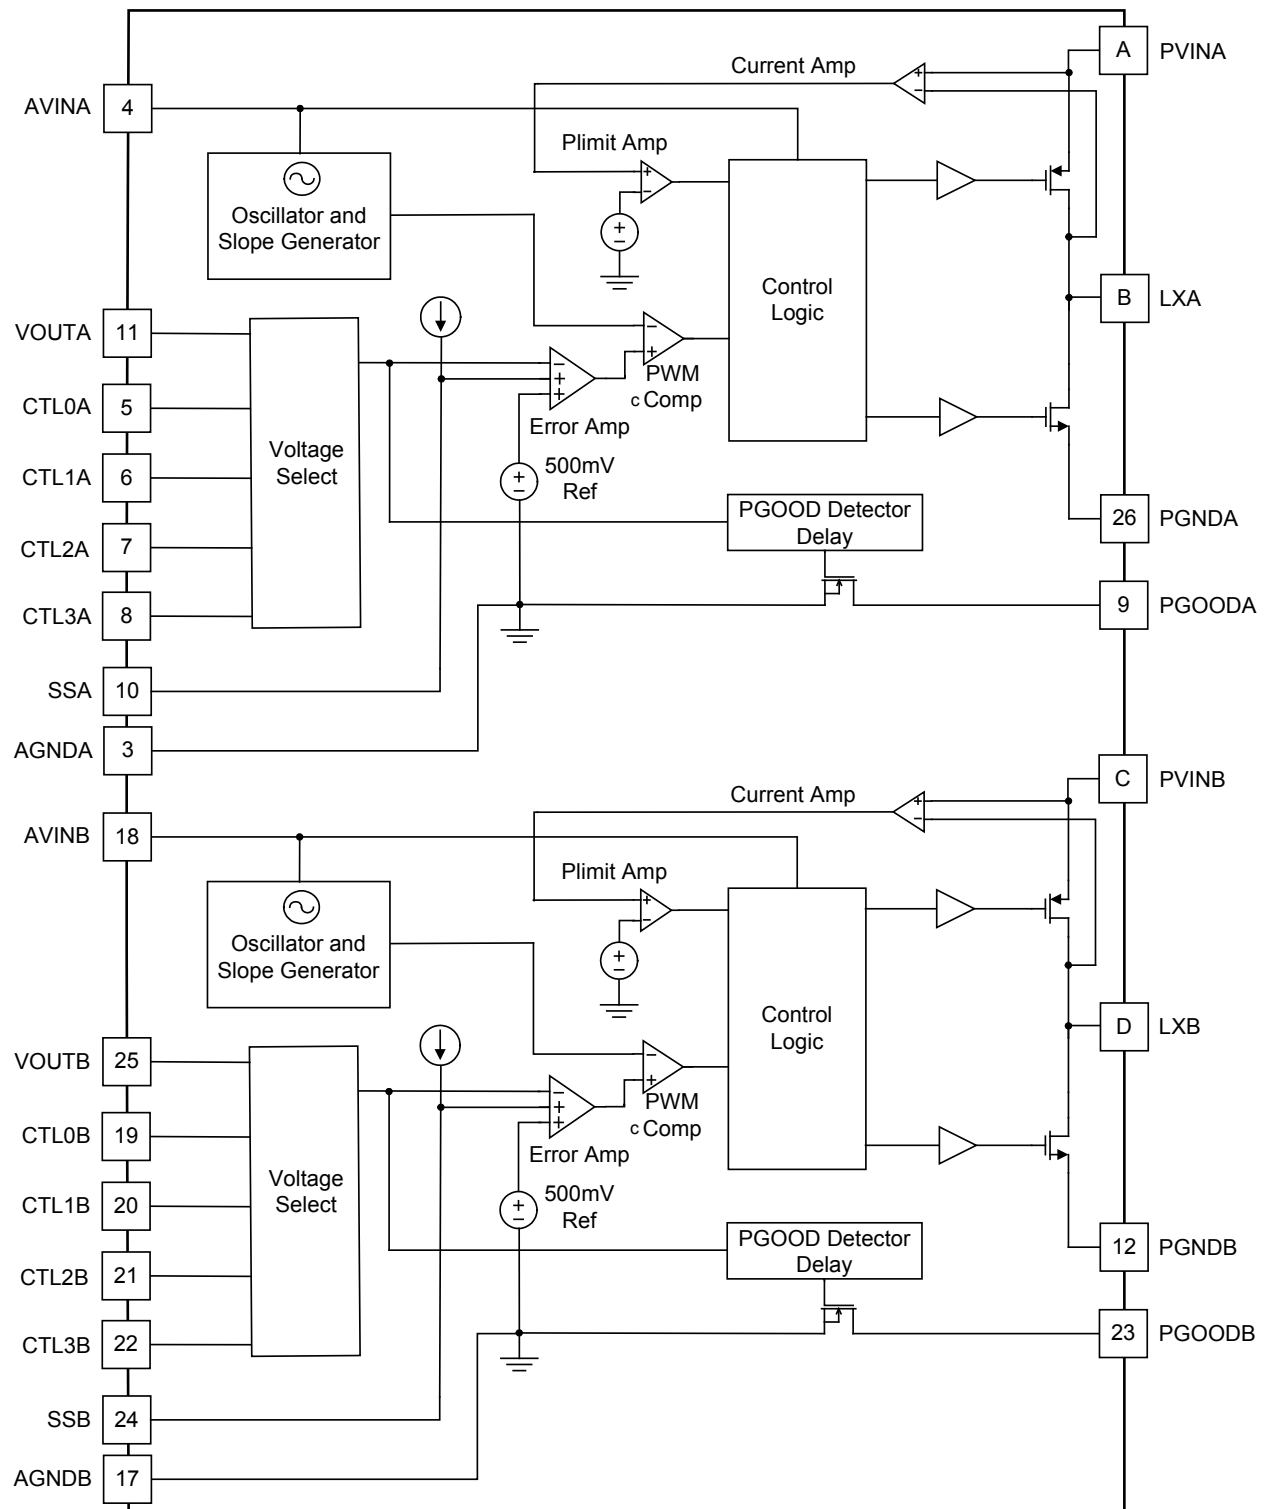 A PVINA
Current Amp
AVINA 4
Plimit Amp
+
−
Oscillator and
Slope Generator
+
−
+
−
Control
Logic
B LXA
VOUTA 11
−
+
PWM
c Comp
−
+
+
Error Amp
CTL0A 5
Voltage
Select
CTL1A 6
+
−
500mV
Ref
CTL2A 7
PGOOD Detector
Delay
26 PGNDA
CTL3A 8
9 PGOODA
SSA 10
AGNDA 3
C PVINB
Current Amp
AVINB 18
Plimit Amp
+
−
Oscillator and
Slope Generator
+
−
+
−
Control
Logic
D LXB
VOUTB 25
−
+
PWM
c Comp
−
+
+
Error Amp
CTL0B 19
Voltage
Select
CTL1B 20
+
−
500mV
Ref
CTL2B 21
PGOOD Detector
Delay
12 PGNDB
CTL3B 22
23 PGOODB
SSB 24
AGNDB 17